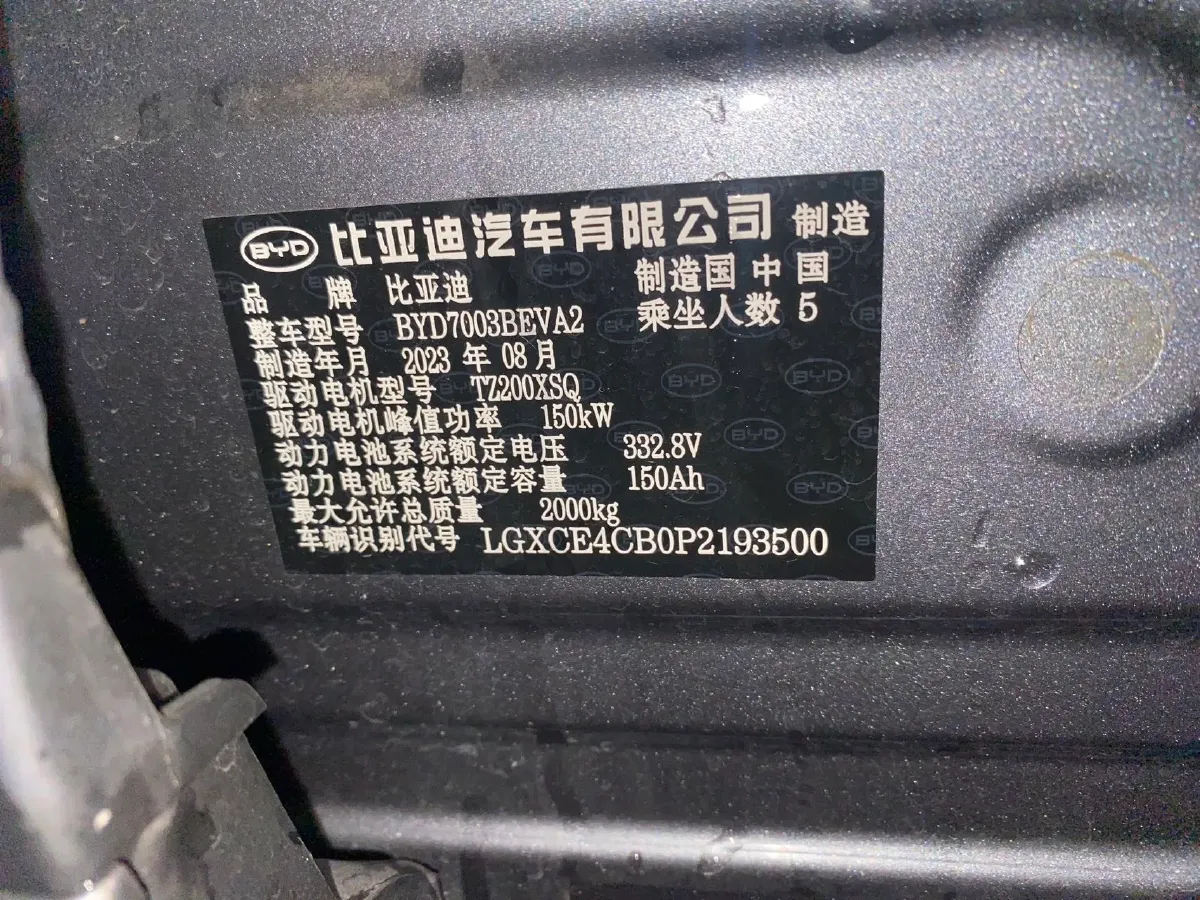 BYD 比亚迪汽车有限公司 制造
品 牌 比亚迪 制造国 中国
整车型号 BYD7003BEVA2 乘坐人数 5
制造年月 2023 年 08 月
驱动电机型号 TZ200XSQ
驱动电机峰值功率 150kW
动力电池系统额定电压 332.8V
动力电池系统额定容量 150Ah
最大允许总质量 2000kg
车辆识别代号 LGXCE4CB0P2193500